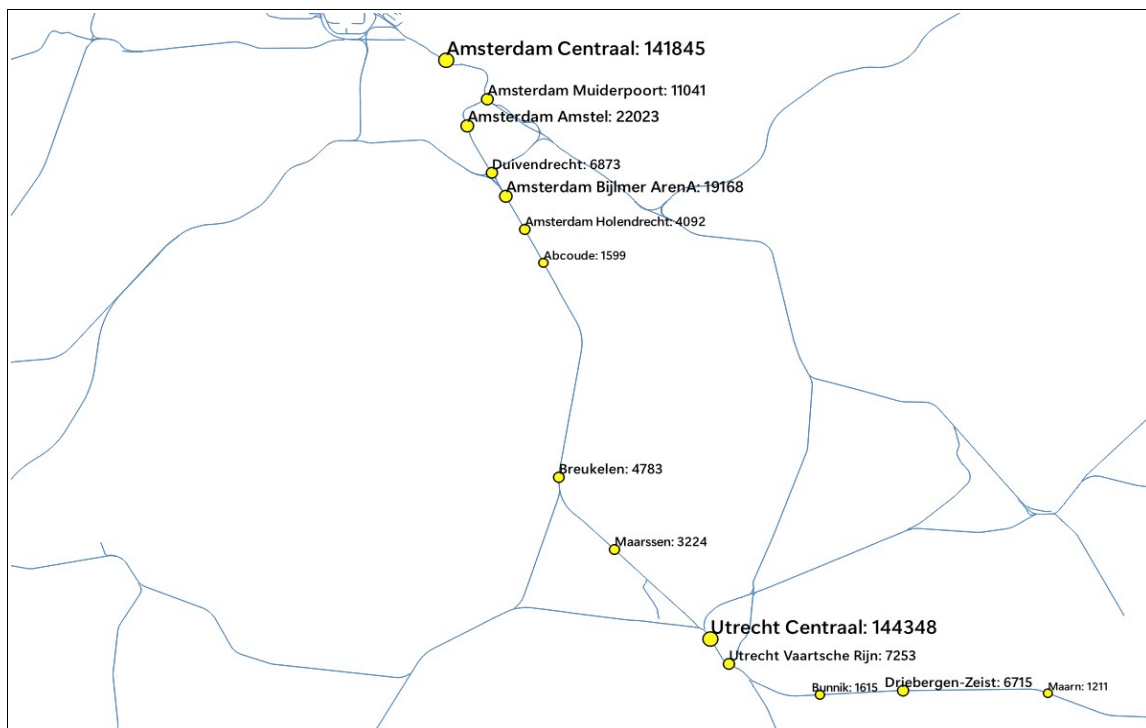 Amsterdam Centraal: 141845
Amsterdam Muiderpoort: 11041
Amsterdam Amstel: 22023
Duivendrecht: 6873
Amsterdam Bijlmer ArenA: 19168
Amsterdam Holendrecht: 4092
Abcoude: 1599
Breukelen: 4783
Maarssen: 3224
Utrecht Centraal: 144348
Utrecht Vaartsche Rijn: 7253
Bunnik: 1615
Driebergen-Zeist: 6715
Maarn: 1211